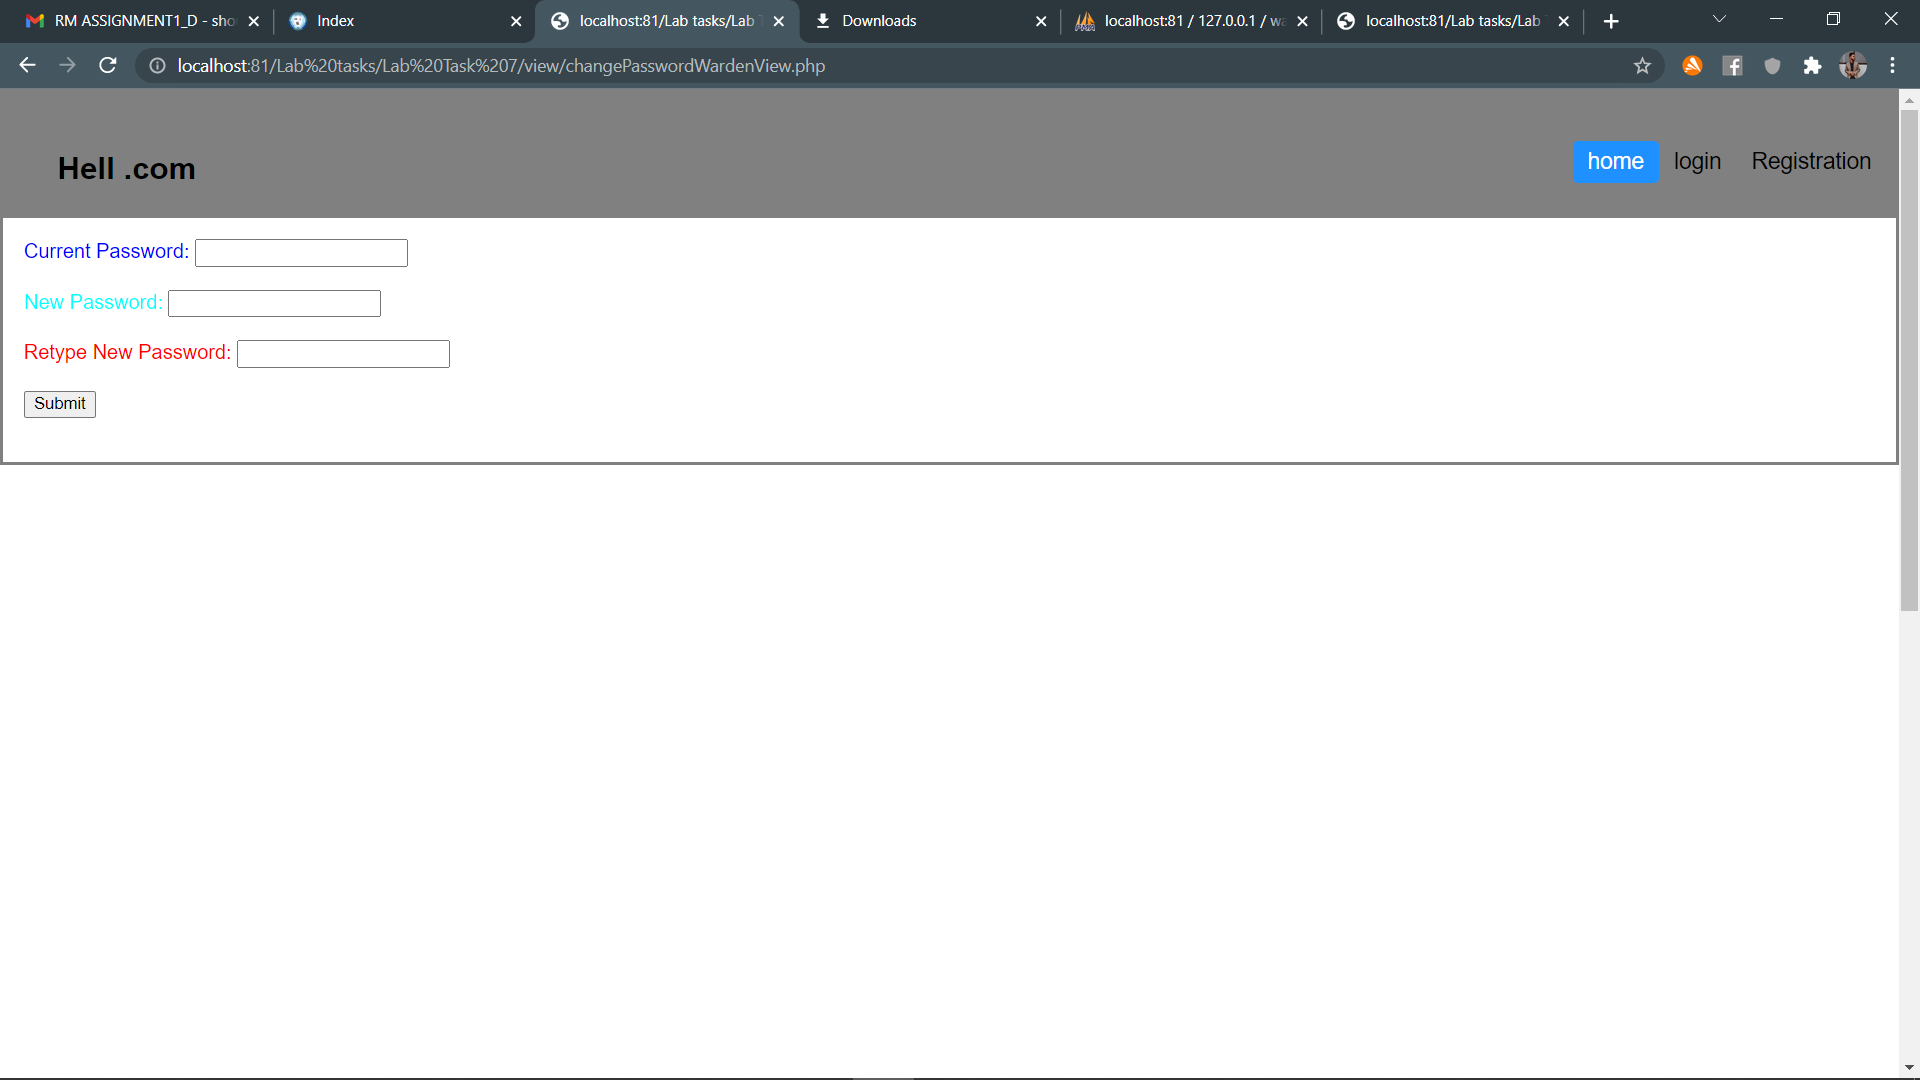 RM ASSIGNMENT1_D - sho
Index
localhost:81/Lab tasks/Lab T
Downloads
localhost:81 / 127.0.0.1 / wa
localhost:81/Lab tasks/Lab T
localhost:81/Lab%20tasks/Lab%20Task%207/view/changePasswordWardenView.php
Hell .com
home login Registration
Current Password:
New Password:
Retype New Password:
Submit